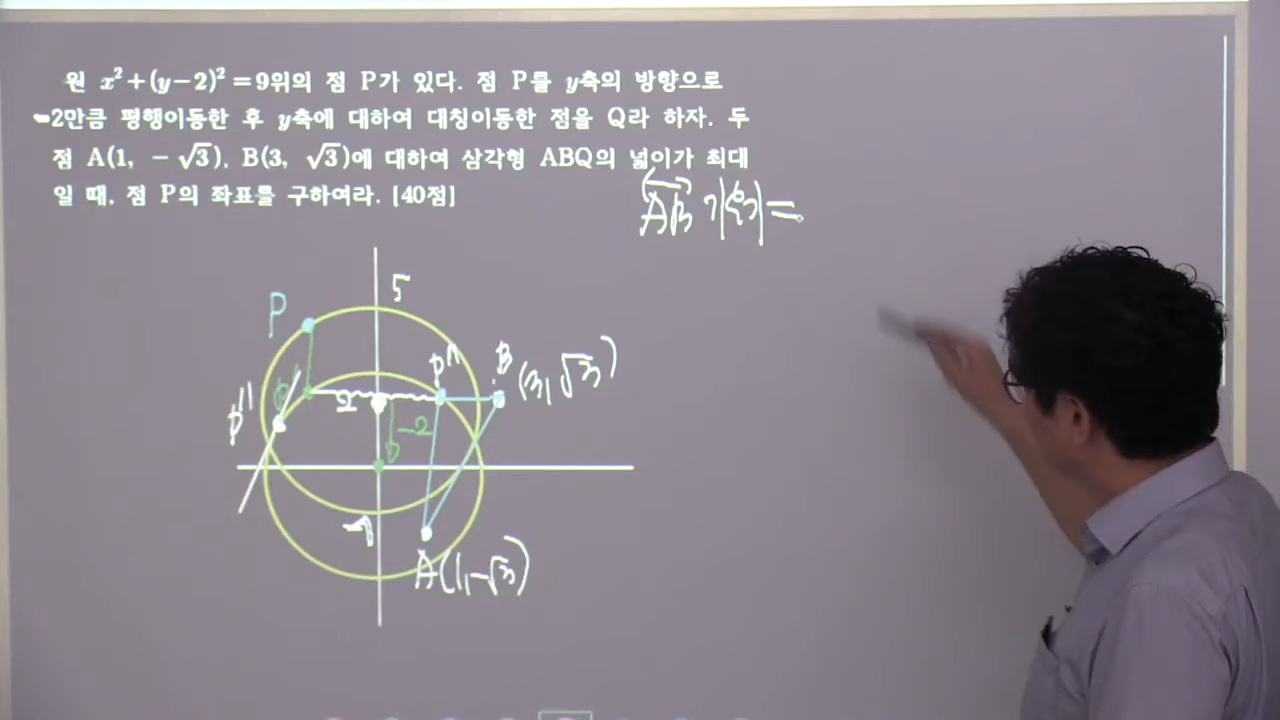 원 x²+(y−2)²=9위의 점 P가 있다. 점 P를 y축의 방향으로
−2만큼 평행이동한 후 y축에 대하여 대칭이동한 점을 Q라 하자. 두
점 A(1, −√3), B(3, √3)에 대하여 삼각형 ABQ의 넓이가 최대
일 때, 점 P의 좌표를 구하여라. [40점]
AB 기울기=
5
P
P''
B
(3, √3)
P''
2
−2
A(1, −√3)